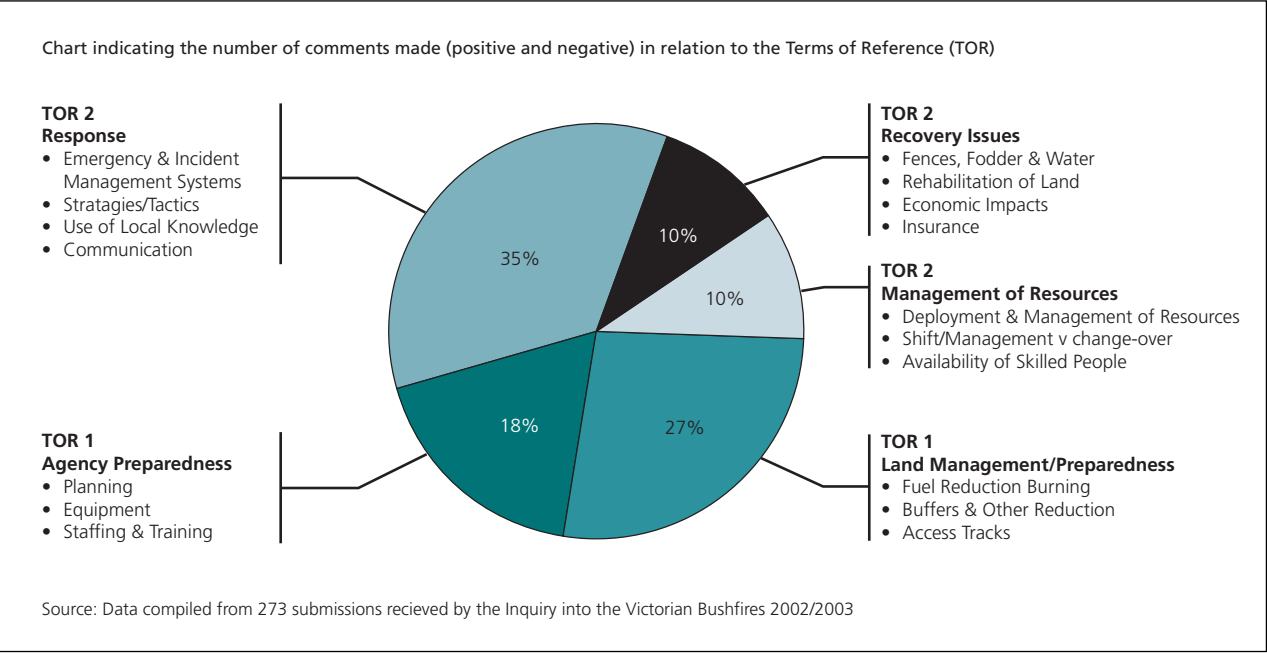 Chart indicating the number of comments made (positive and negative) in relation to the Terms of Reference (TOR)
TOR 2
Response
• Emergency & Incident
Management Systems
• Stratagies/Tactics
• Use of Local Knowledge
• Communication
TOR 2
Recovery Issues
• Fences, Fodder & Water
• Rehabilitation of Land
• Economic Impacts
• Insurance
10%
35%
10%
TOR 2
Management of Resources
• Deployment & Management of Resources
• Shift/Management v change-over
• Availability of Skilled People
18%
27%
TOR 1
Agency Preparedness
• Planning
• Equipment
• Staffing & Training
TOR 1
Land Management/Preparedness
• Fuel Reduction Burning
• Buffers & Other Reduction
• Access Tracks
Source: Data compiled from 273 submissions recieved by the Inquiry into the Victorian Bushfires 2002/2003